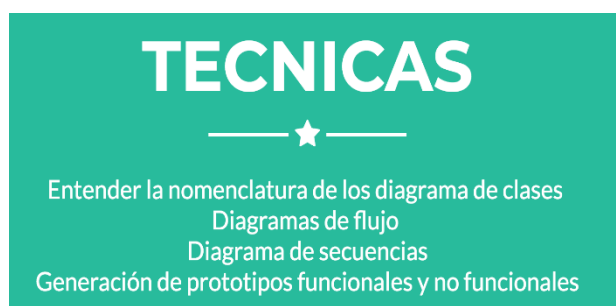 TECNICAS
Entender la nomenclatura de los diagrama de clases
Diagramas de flujo
Diagrama de secuencias
Generación de prototipos funcionales y no funcionales